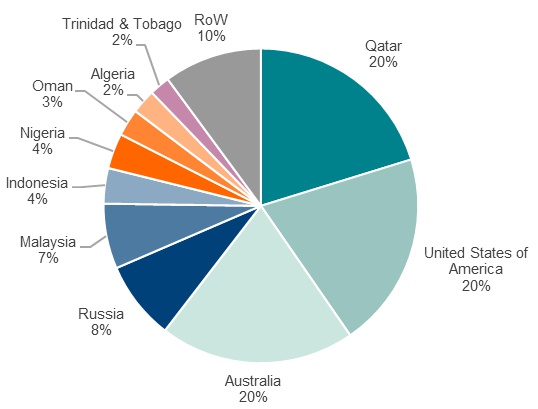 RoW
10%
Qatar
20%
United States of
America
20%
Australia
20%
Russia
8%
Malaysia
7%
Indonesia
4%
Nigeria
4%
Oman
3%
Algeria
2%
Trinidad & Tobago
2%